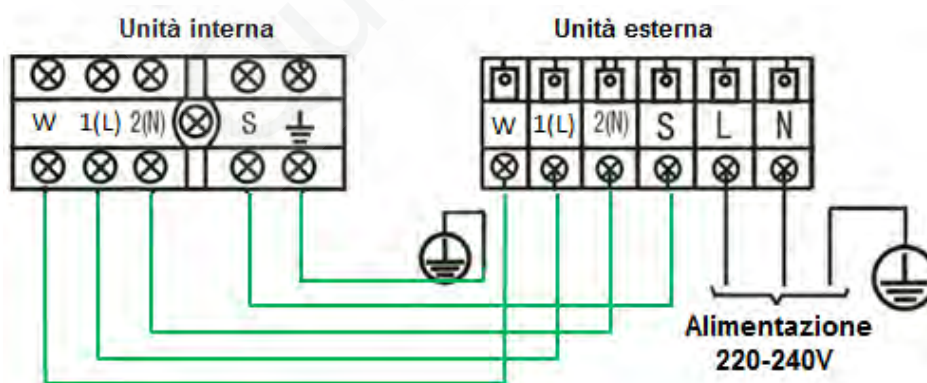 Unità interna
Unità esterna
W 1(L) 2(N) S
W 1(L) 2(N) S L N
Alimentazione
220-240V